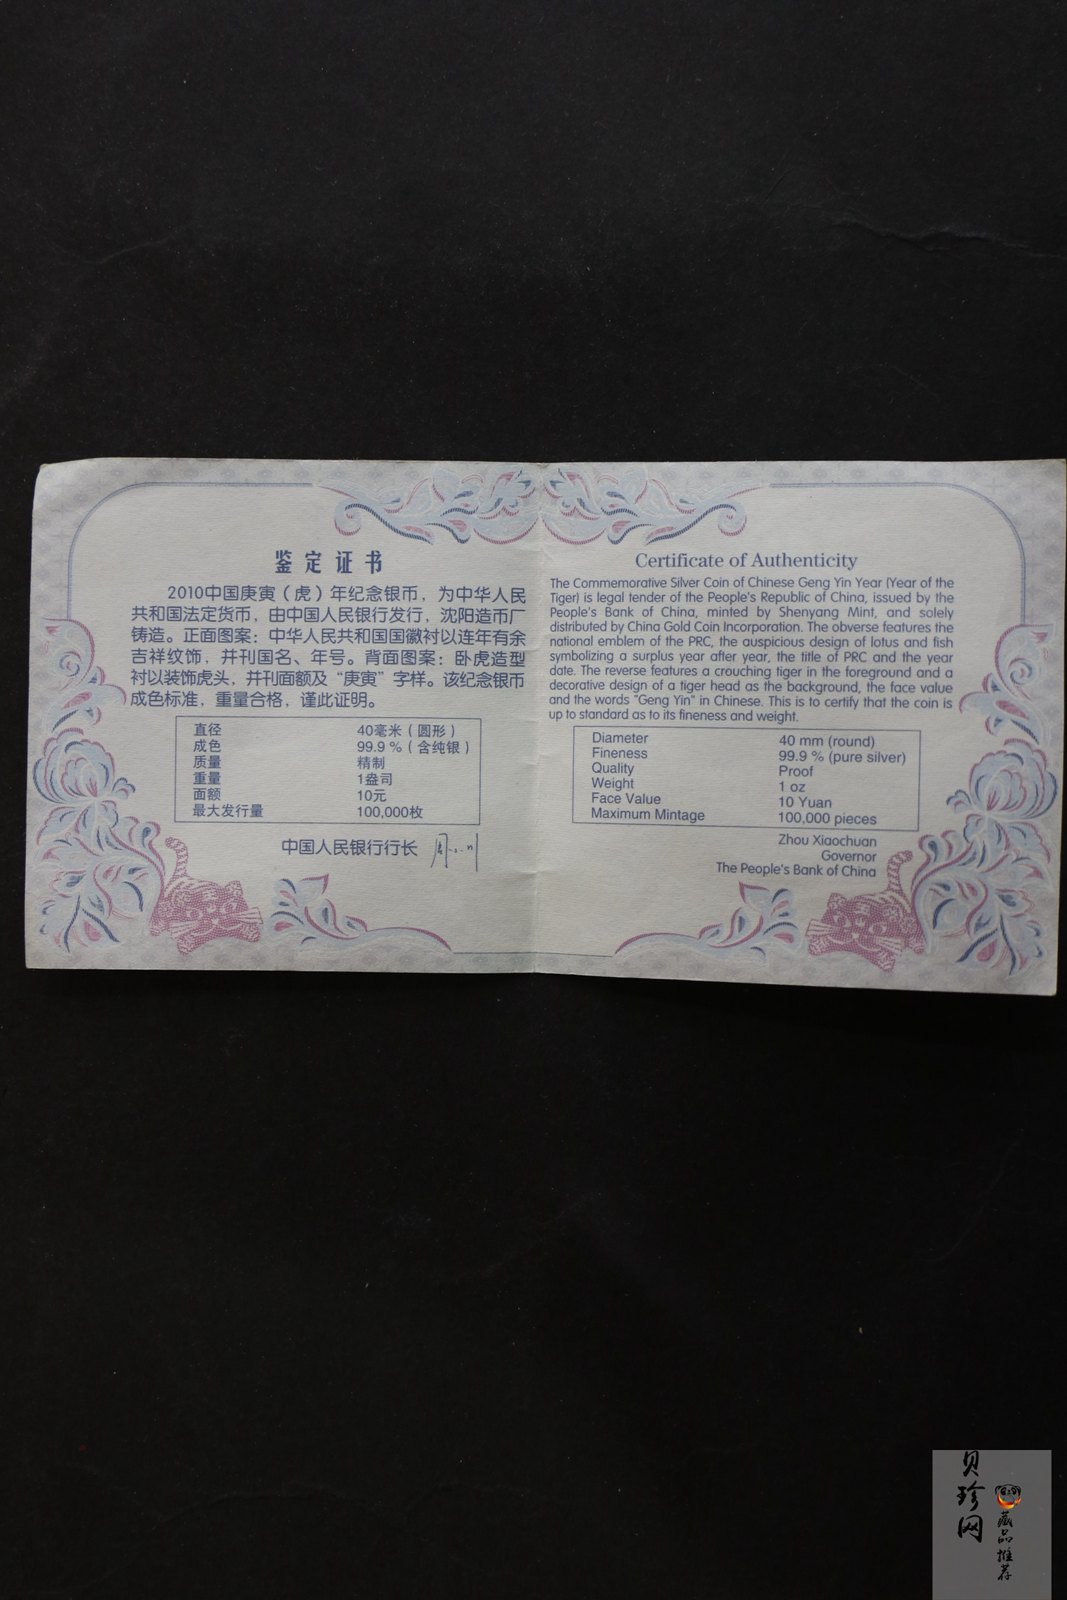 鉴定证书
2010中国庚寅（虎）年纪念银币，为中华人民
共和国法定货币，由中国人民银行发行，沈阳造币厂
铸造。正面图案：中华人民共和国国徽衬以连年有余
吉祥纹饰，并刊国名、年号。背面图案：卧虎造型
衬以装饰虎头，并刊面额及“庚寅”字样。该纪念银币
成色标准，重量合格，谨此证明。
直径 40毫米（圆形）
成色 99.9 %（含纯银）
质量 精制
重量 1盎司
面额 10元
最大发行量 100,000枚
中国人民银行行长
Certificate of Authenticity
The Commemorative Silver Coin of Chinese Geng Yin Year (Year of the
Tiger) is legal tender of the People's Republic of China, issued by the
People's Bank of China, minted by Shenyang Mint, and solely
distributed by China Gold Coin Incorporation. The obverse features the
national emblem of the PRC, the auspicious design of lotus and fish
symbolizing a surplus year after year, the title of PRC and the year
date. The reverse features a crouching tiger in the foreground and a
decorative design of a tiger head as the background, the face value
and the words "Geng Yin" in Chinese. This is to certify that the coin is
up to standard as to its fineness and weight.
Diameter 40 mm (round)
Fineness 99.9 % (pure silver)
Quality Proof
Weight 1 oz
Face Value 10 Yuan
Maximum Mintage 100,000 pieces
Zhou Xiaochuan
Governor
The People's Bank of China
贝珍网
藏品推荐